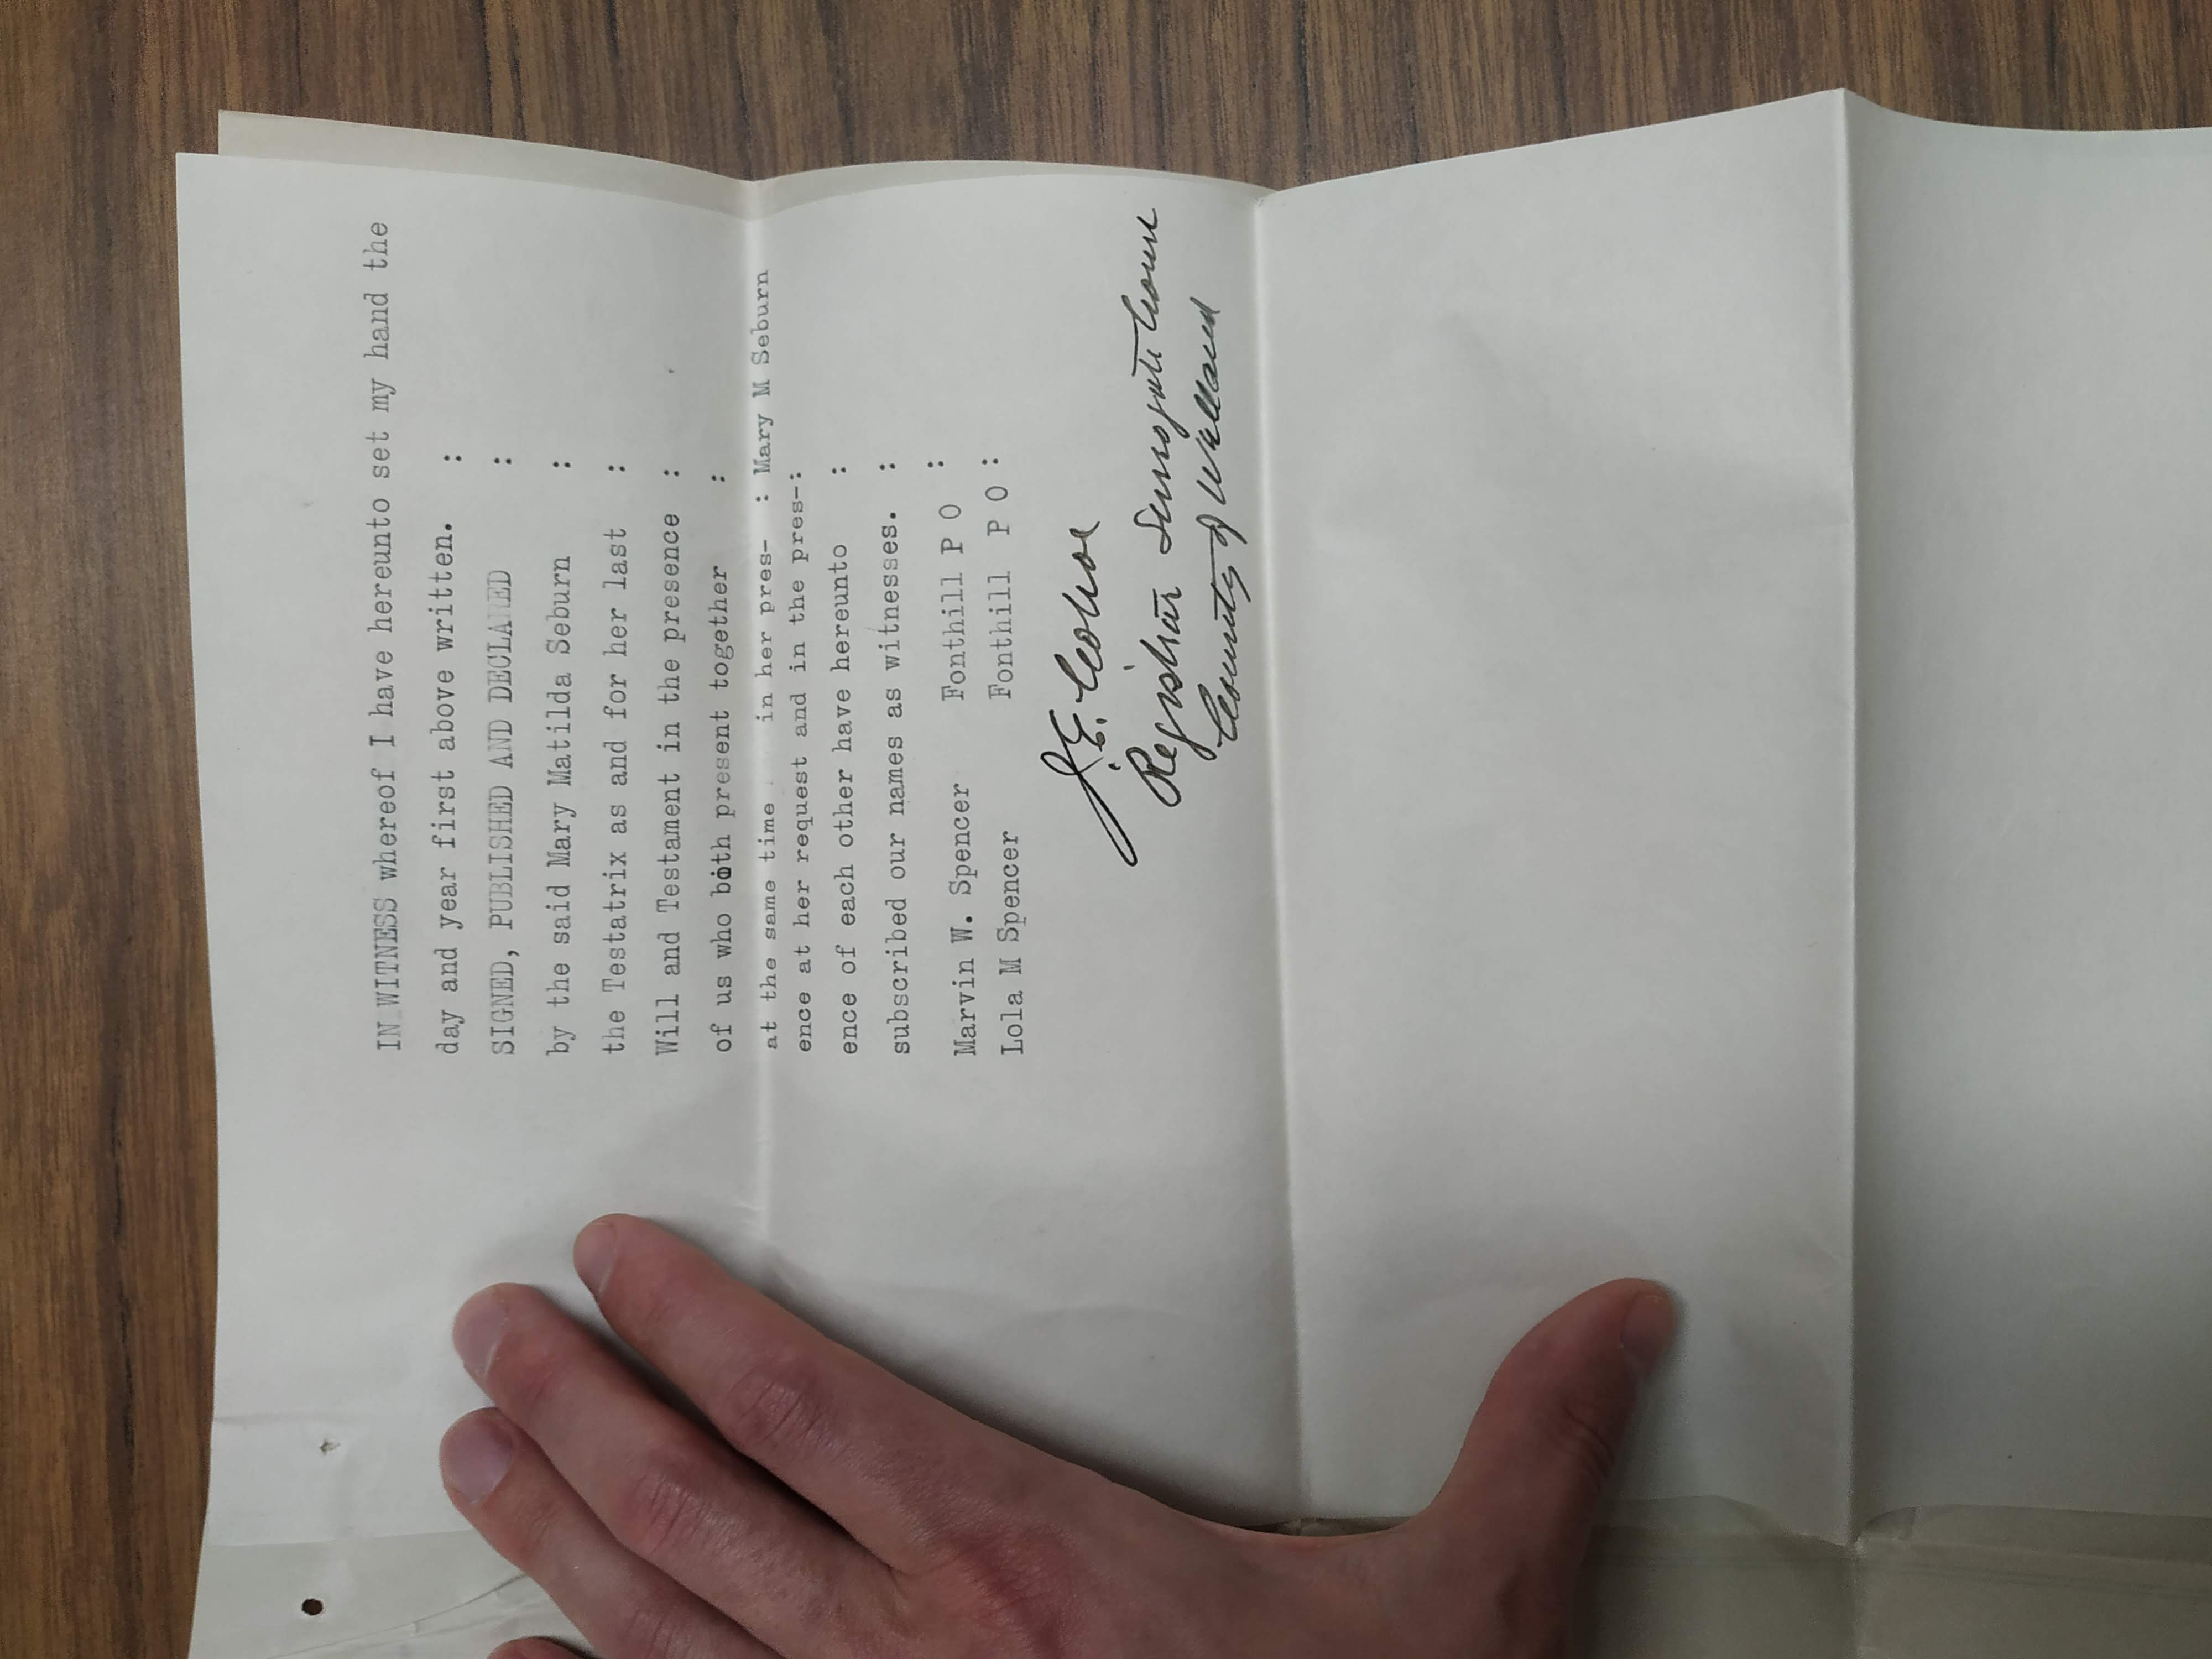 IN WITNESS whereof I have hereunto set my hand the
day and year first above written. :
SIGNED, PUBLISHED AND DECLARED :
by the said Mary Matilda Seburn :
the Testatrix as and for her last :
Will and Testament in the presence :
of us who both present together :
at the same time in her pres- : Mary M Seburn
ence at her request and in the pres-:
ence of each other have hereunto :
subscribed our names as witnesses. :
Marvin W. Spencer Fonthill P O :
Lola M Spencer Fonthill P O :
J.E. Cohoe
Registrar Surrogate Court
County of Welland